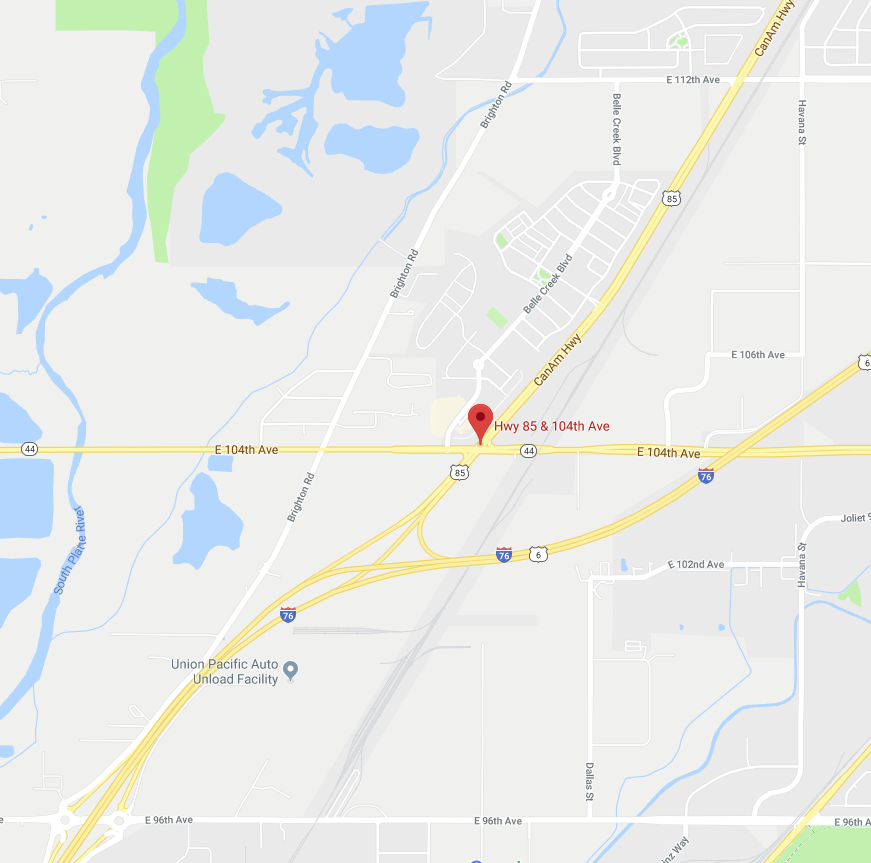 CanAm Hwy
E 112th Ave
Brighton Rd
Belle Creek Blvd
Havana St
85
Brighton Rd
Belle Creek Blvd
CanAm Hwy
E 106th Ave
6
Hwy 85 & 104th Ave
44
E 104th Ave
44
E 104th Ave
85
76
Brighton Rd
Joliet S
South Platte River
76
6
E 102nd Ave
Havana St
76
Union Pacific Auto
Unload Facility
Dallas St
e
E 96th Ave
E 96th Ave
E 96th A
inz Way